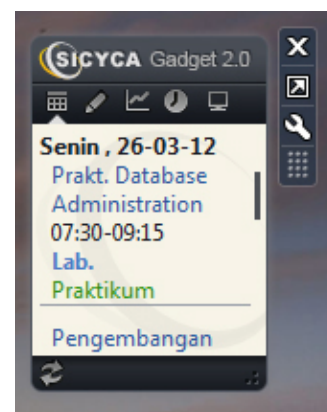 SICYCA Gadget 2.0
Senin , 26-03-12
Prakt. Database
Administration
07:30-09:15
Lab.
Praktikum
Pengembangan